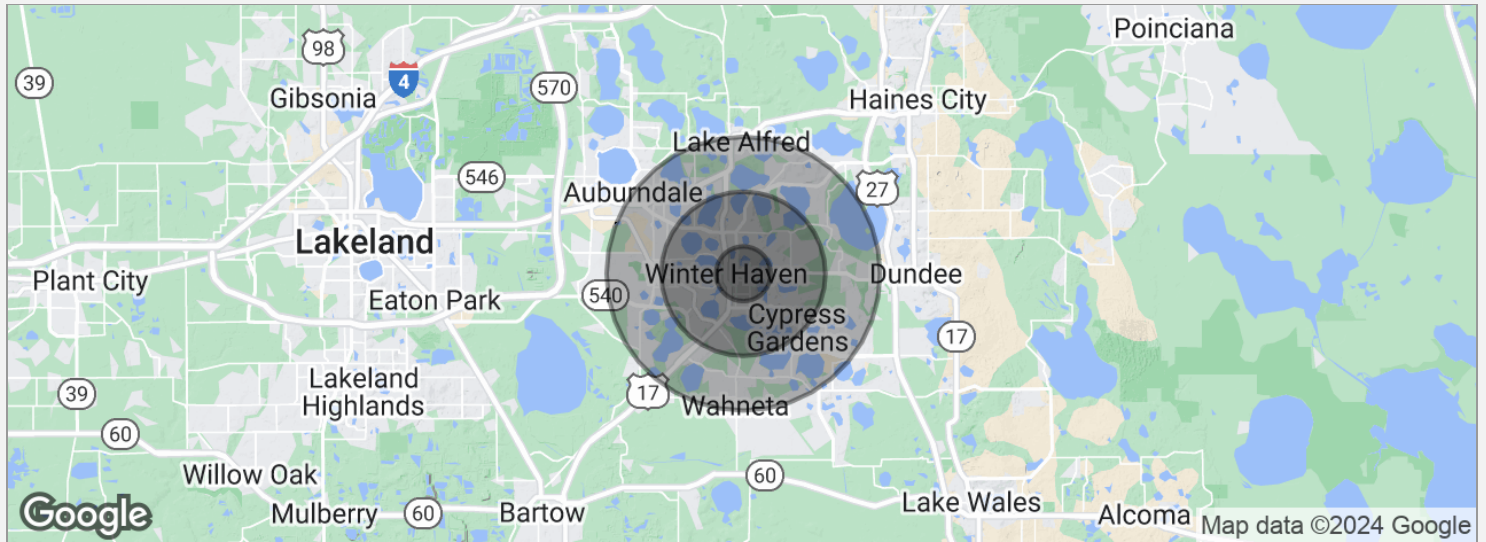 Poinciana
98
4
39
570
Gibsonia
Haines City
Lake Alfred
546
Auburndale
27
Lakeland
Winter Haven
Dundee
Plant City
540
Eaton Park
Cypress
Gardens
17
Lakeland
Highlands
39
17
Wahneta
60
Willow Oak
60
Lake Wales
Google
Mulberry
60
Bartow
Alcoma
Map data ©2024 Google